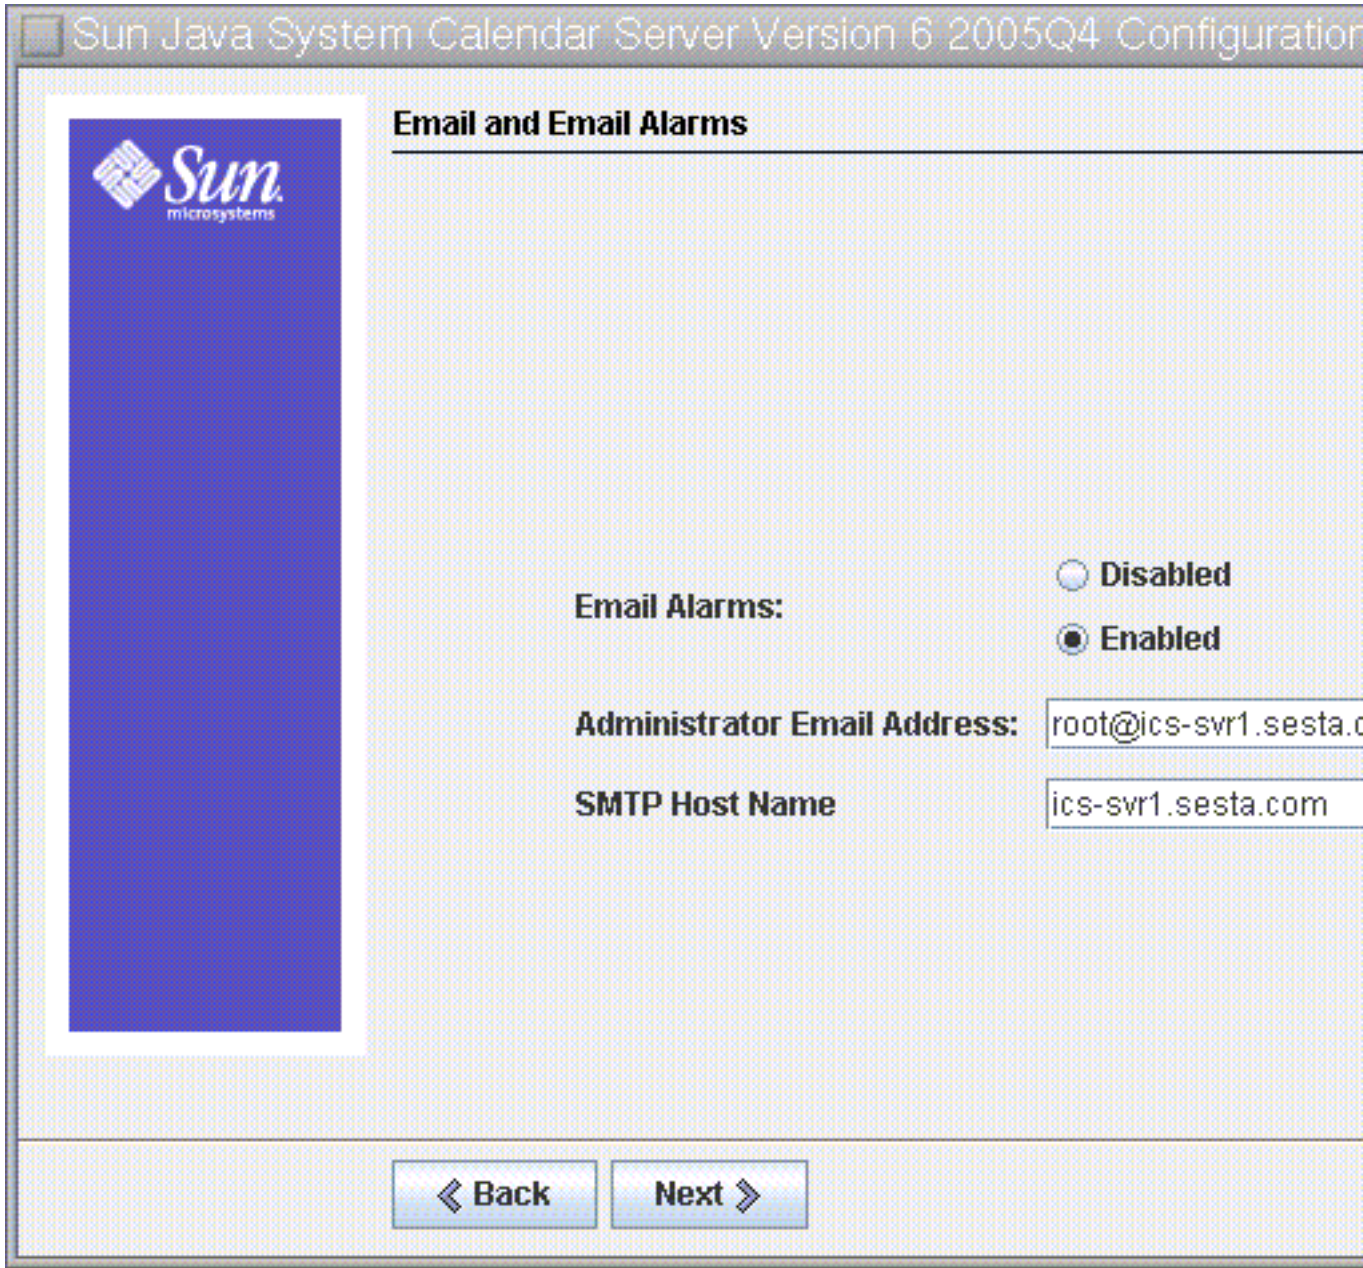 Sun Java System Calendar Server Version 6 2005Q4 Configuration
Sun
microsystems
Email and Email Alarms
Email Alarms:
Disabled
Enabled
Administrator Email Address:
root@ics-svr1.sesta.c
SMTP Host Name
ics-svr1.sesta.com
Back
Next